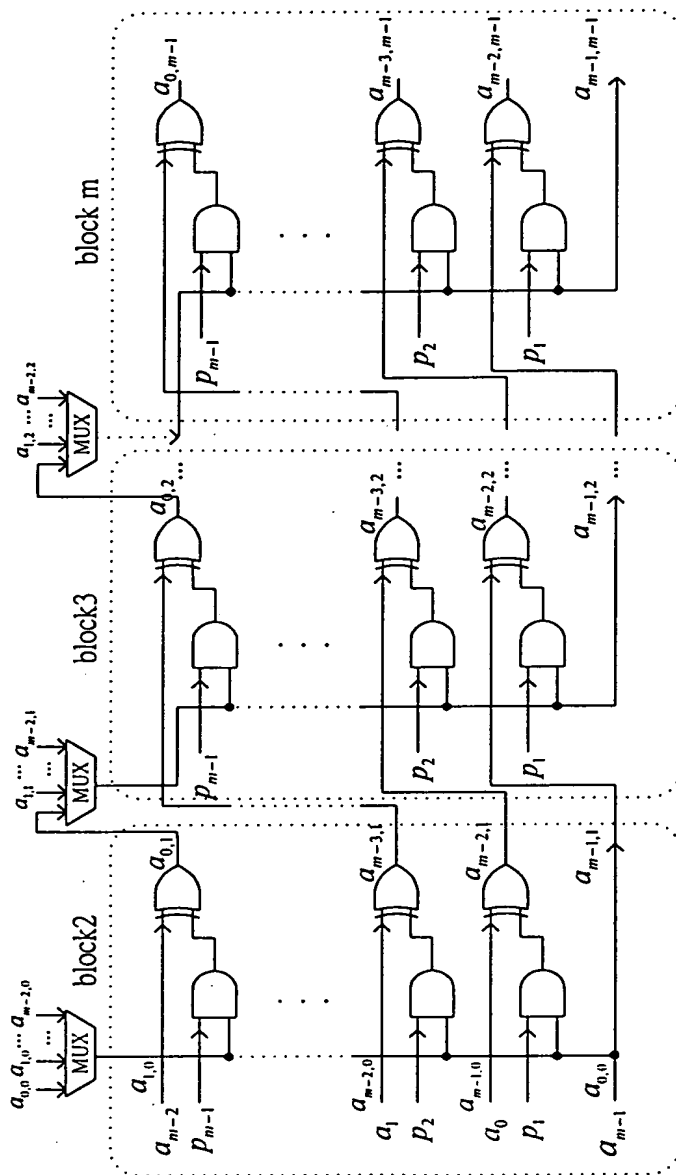 a_{0,0} a_{1,0} ... a_{m-2,0} a_{1,1} ... a_{m-2,1} a_{1,2} ... a_{m-2,2}
... ... ...
MUX MUX MUX
block2 block3 block m
a_{1,0} a_{0,1} a_{0,2} ... a_{0,m-1}
a_{m-2}
p_{m-1} p_{m-1} p_{m-1}
. . . . . . . . .
a_{m-2,0} a_{m-3,1} a_{m-3,2} ... a_{m-3,m-1}
a_1
p_2 p_2 p_2
a_{m-1,0} a_{m-2,1} a_{m-2,2} ... a_{m-2,m-1}
a_0
p_1 p_1 p_1
a_{0,0} a_{m-1,1} a_{m-1,2} ... a_{m-1,m-1}
a_{m-1}